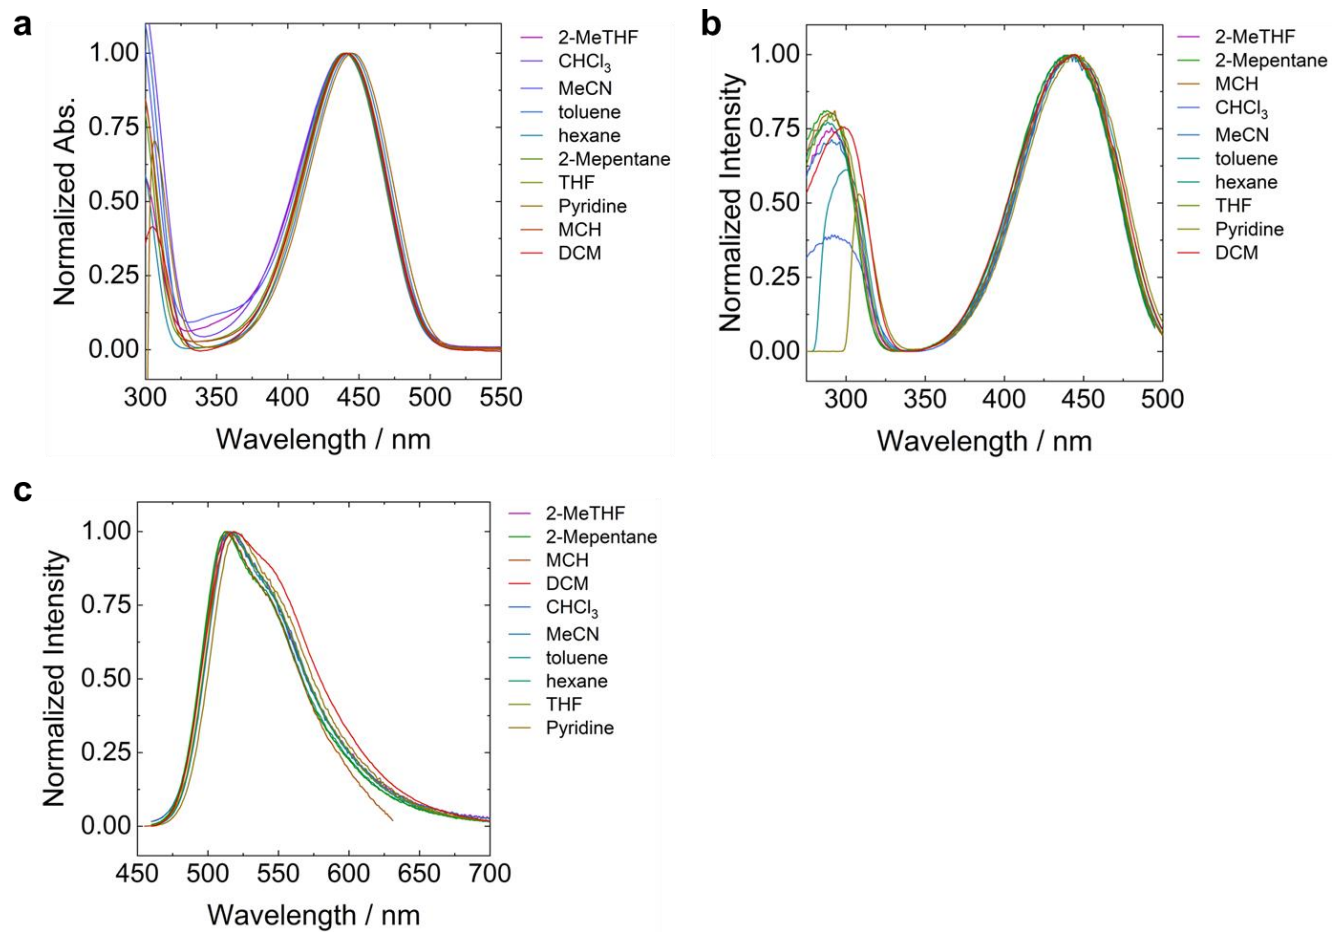 a
Normalized Abs.
1.00
0.75
0.50
0.25
0.00
300 350 400 450 500 550
Wavelength / nm
2-MeTHF
CHCl₃
MeCN
toluene
hexane
2-Mepentane
THF
Pyridine
MCH
DCM
b
Normalized Intensity
1.00
0.75
0.50
0.25
0.00
300 350 400 450 500
Wavelength / nm
2-MeTHF
2-Mepentane
MCH
CHCl₃
MeCN
toluene
hexane
THF
Pyridine
DCM
c
Normalized Intensity
1.00
0.75
0.50
0.25
0.00
450 500 550 600 650 700
Wavelength / nm
2-MeTHF
2-Mepentane
MCH
DCM
CHCl₃
MeCN
toluene
hexane
THF
Pyridine